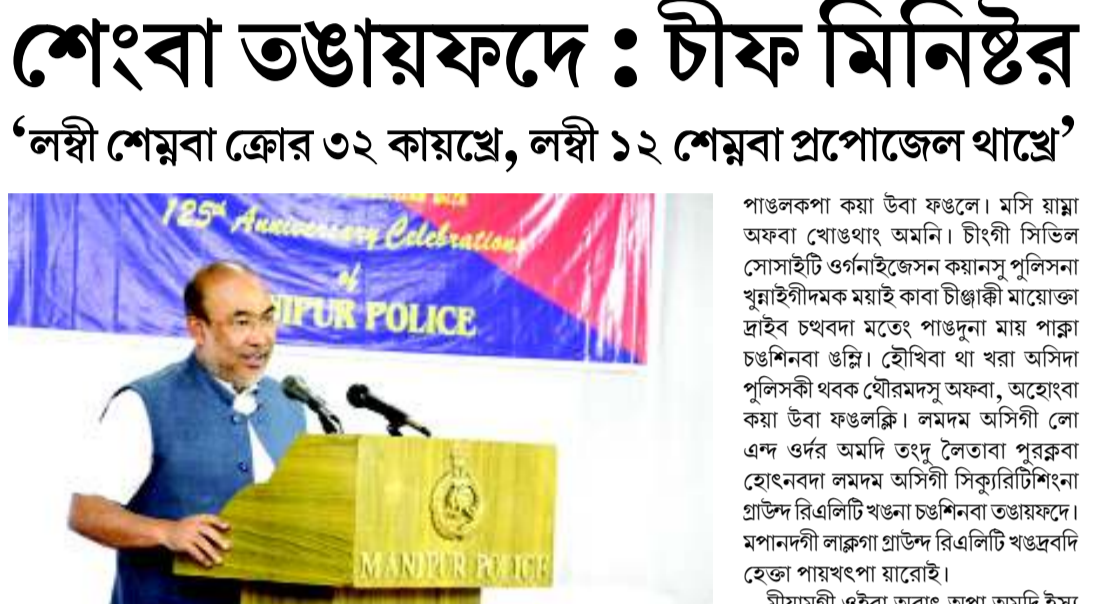 শেংবা তঙায়ফদে : চীফ মিনিষ্টর
‘লম্বী শেম্নবা ক্রোর ৩২ কায়খ্রে, লম্বী ১২ শেম্নবা প্রপোজেল থাখ্রে’
125th Anniversary Celebrations
of
NIPUR POLICE
MANIPUR POLICE
পাঙলকপা কয়া উবা ফঙলে। মসি য়াম্না
অফবা খোঙথাং অমনি। চীংগী সিভিল
সোসাইটি ওর্গনাইজেসন কয়ানসু পুলিসনা
খুন্নাইগীদমক ময়াই কাবা চীঞ্জাক্কী মায়োক্তা
দ্রাইব চত্থবদা মতেং পাঙদুনা মায় পাক্না
চঙশিনবা ঙম্লি। হৌখিবা থা খরা অসিদা
পুলিসকী থবক থৌরমদসু অফবা, অহোংবা
কয়া উবা ফঙলক্লি। লমদম অসিগী লো
এন্দ ওর্দর অমদি তংদু লৈতাবা পুরক্নবা
হোৎনবদা লমদম অসিগী সিক্যুরিটিশিংনা
গ্রাউন্দ রিএলিটি খঙনা চঙশিনবা তঙায়ফদে।
মপানদগী লাক্লগা গ্রাউন্দ রিএলিটি খঙদ্রবদি
হেক্তা পায়খৎপা য়ারোই।